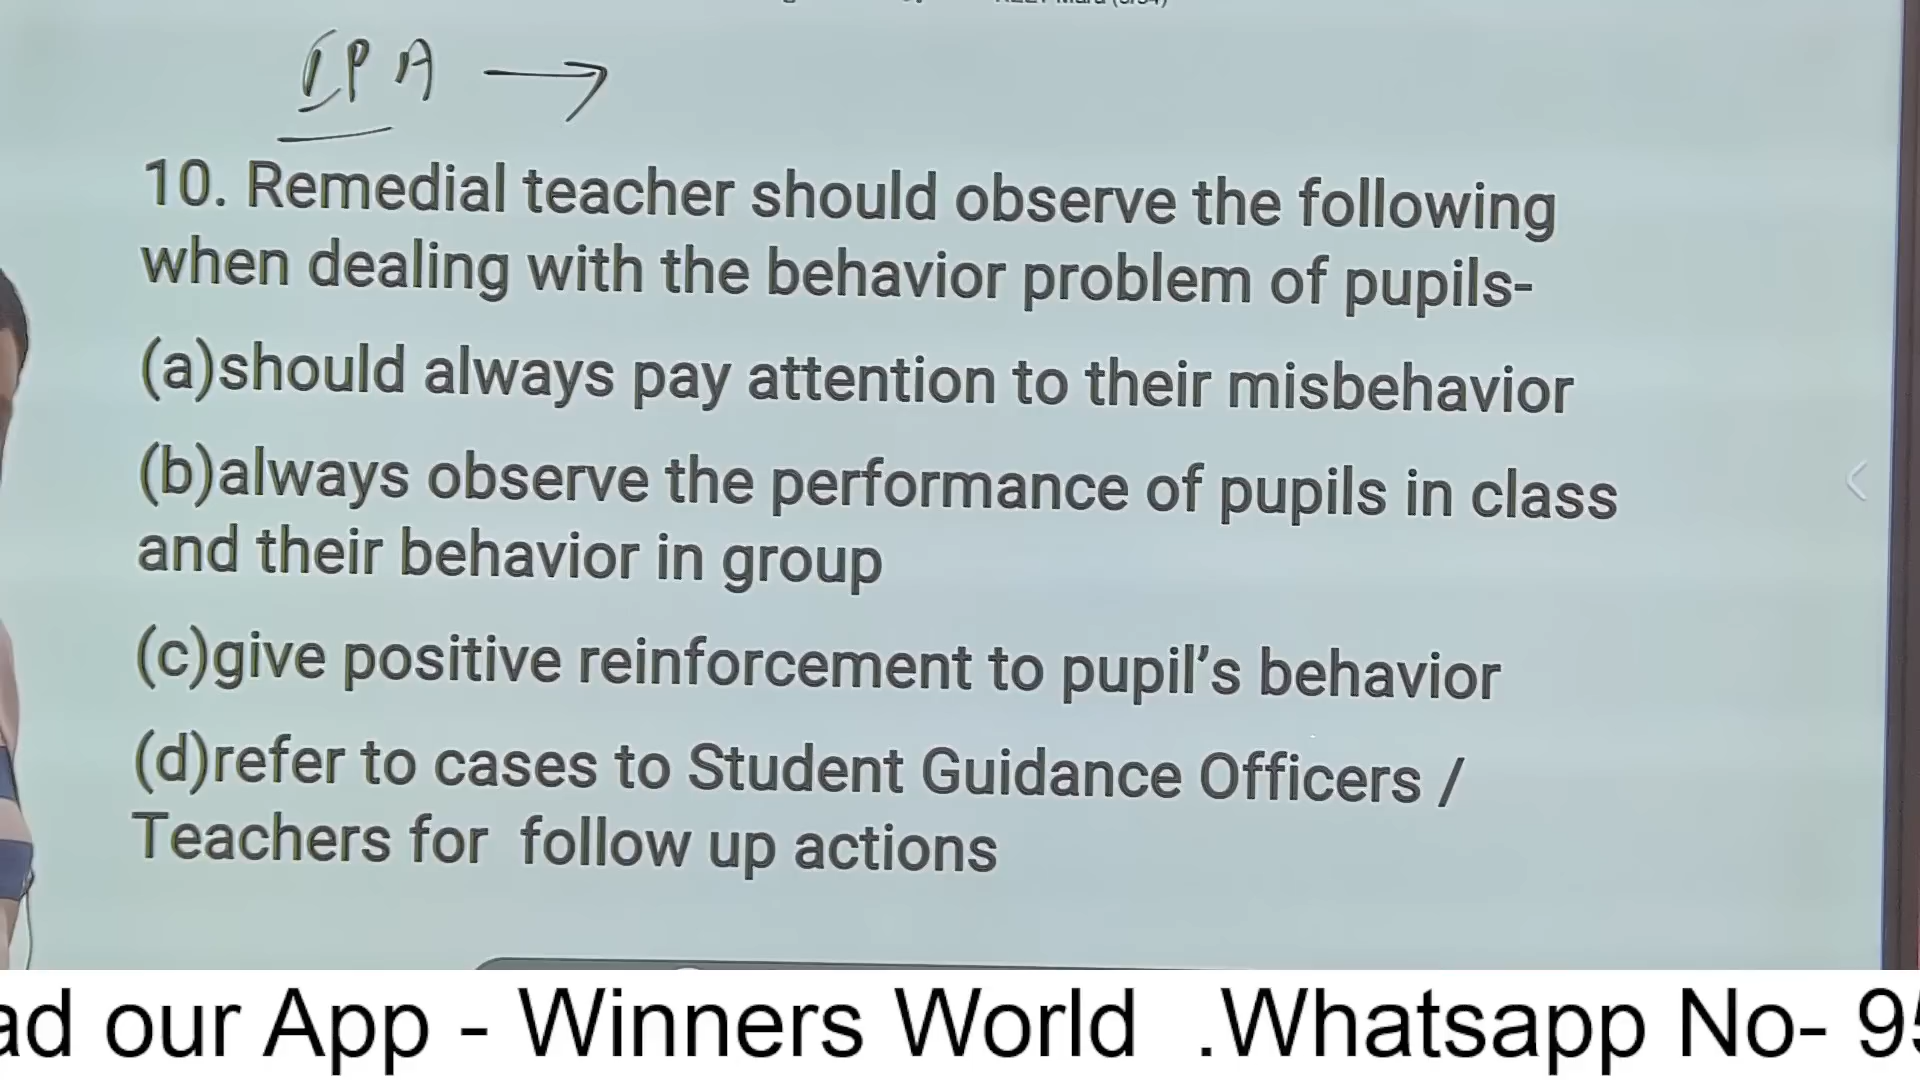 IPA →
10. Remedial teacher should observe the following
when dealing with the behavior problem of pupils-
(a)should always pay attention to their misbehavior
(b)always observe the performance of pupils in class
and their behavior in group
(c)give positive reinforcement to pupil's behavior
(d)refer to cases to Student Guidance Officers /
Teachers for follow up actions
ad our App - Winners World .Whatsapp No- 95